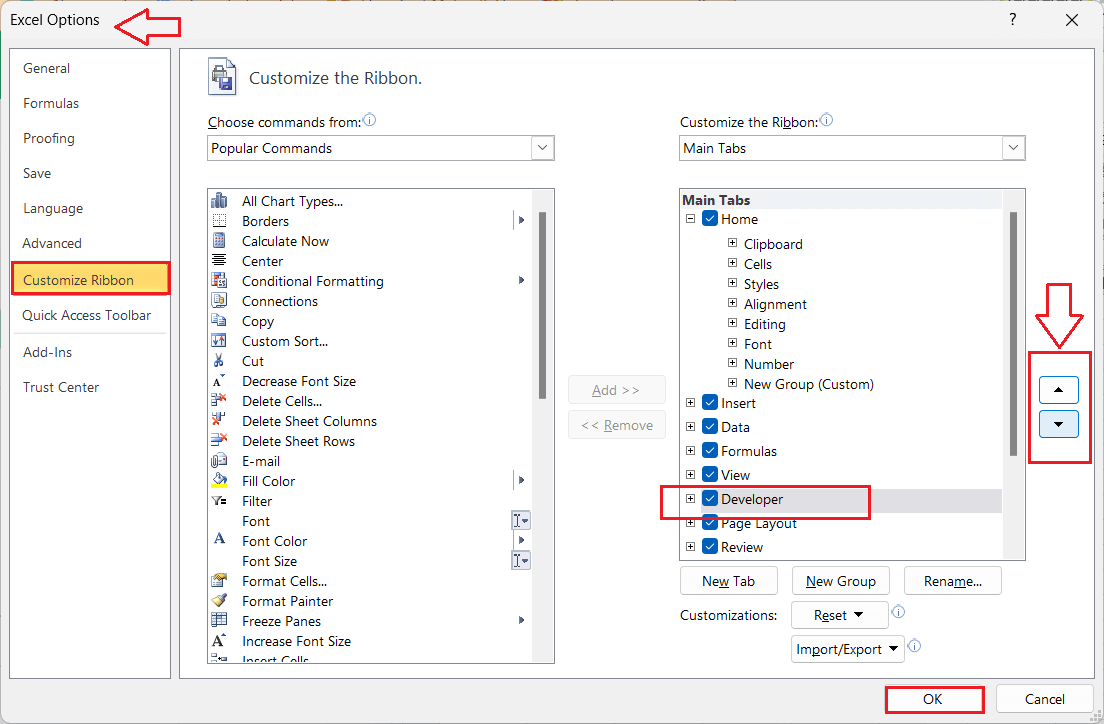 Excel Options
?
General
Formulas
Proofing
Save
Language
Advanced
Customize Ribbon
Quick Access Toolbar
Add-Ins
Trust Center
Customize the Ribbon.
Choose commands from:
Popular Commands
All Chart Types...
Borders
Calculate Now
Center
Conditional Formatting
Connections
Copy
Custom Sort...
Cut
Decrease Font Size
Delete Cells...
Delete Sheet Columns
Delete Sheet Rows
E-mail
Fill Color
Filter
Font
Font Color
Font Size
Format Cells...
Format Painter
Freeze Panes
Increase Font Size
Insert Cells
Add >>
<< Remove
Customize the Ribbon:
Main Tabs
Main Tabs
Home
Clipboard
Cells
Styles
Alignment
Editing
Font
Number
New Group (Custom)
Insert
Data
Formulas
View
Developer
Page Layout
Review
New Tab
New Group
Rename...
Customizations:
Reset
Import/Export
OK
Cancel